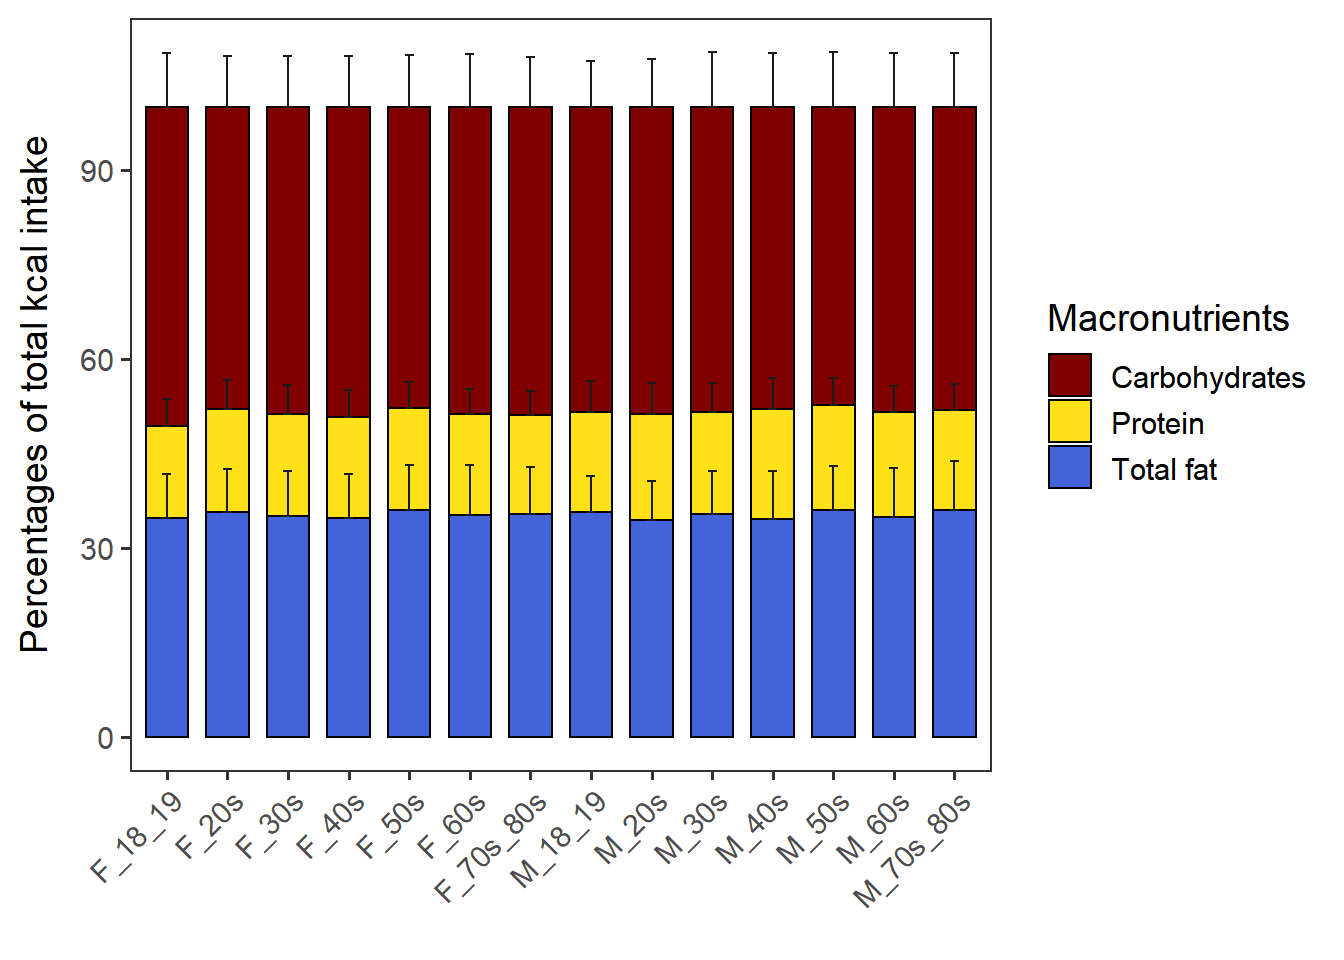 Percentages of total kcal intake
90
60
30
0
F_18_19
F_20s
F_30s
F_40s
F_50s
F_60s
F_70s_80s
M_18_19
M_20s
M_30s
M_40s
M_50s
M_60s
M_70s_80s
Macronutrients
Carbohydrates
Protein
Total fat